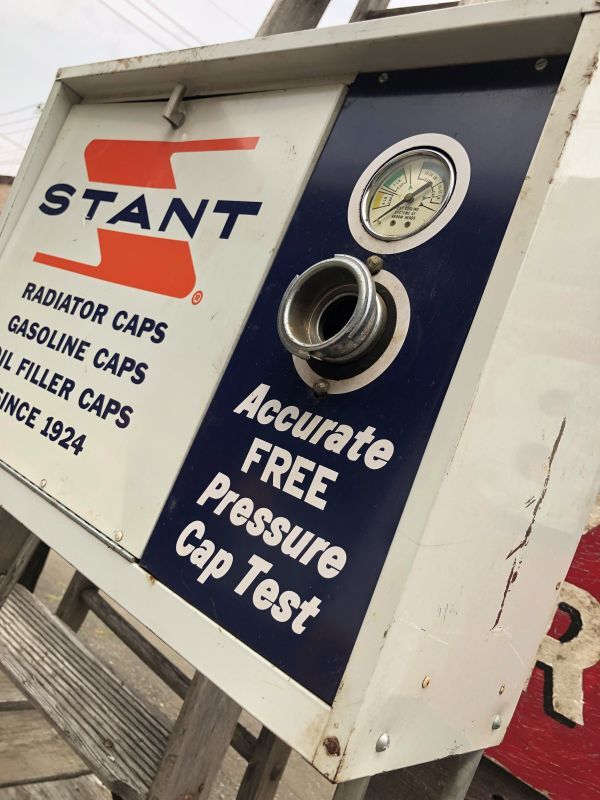 STANT
®
RADIATOR CAPS
GASOLINE CAPS
OIL FILLER CAPS
SINCE 1924
Accurate
FREE
Pressure
Cap Test
R